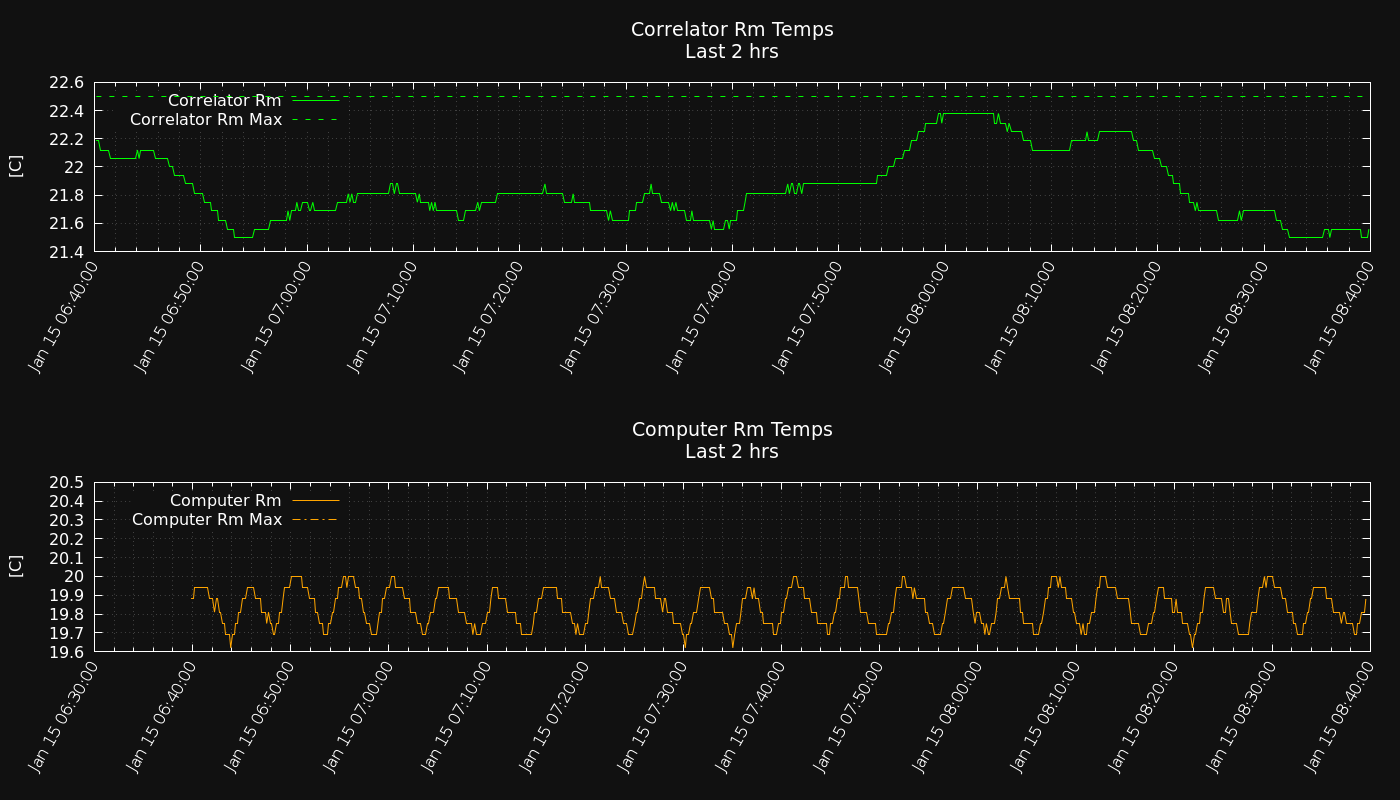 Correlator Rm Temps
Last 2 hrs
22.6
22.4
22.2
22
21.8
21.6
21.4
[C]
Correlator Rm
Correlator Rm Max
Jan 15 06:40:00
Jan 15 06:50:00
Jan 15 07:00:00
Jan 15 07:10:00
Jan 15 07:20:00
Jan 15 07:30:00
Jan 15 07:40:00
Jan 15 07:50:00
Jan 15 08:00:00
Jan 15 08:10:00
Jan 15 08:20:00
Jan 15 08:30:00
Jan 15 08:40:00
Computer Rm Temps
Last 2 hrs
20.5
20.4
20.3
20.2
20.1
20
19.9
19.8
19.7
19.6
[C]
Computer Rm
Computer Rm Max
Jan 15 06:30:00
Jan 15 06:40:00
Jan 15 06:50:00
Jan 15 07:00:00
Jan 15 07:10:00
Jan 15 07:20:00
Jan 15 07:30:00
Jan 15 07:40:00
Jan 15 07:50:00
Jan 15 08:00:00
Jan 15 08:10:00
Jan 15 08:20:00
Jan 15 08:30:00
Jan 15 08:40:00